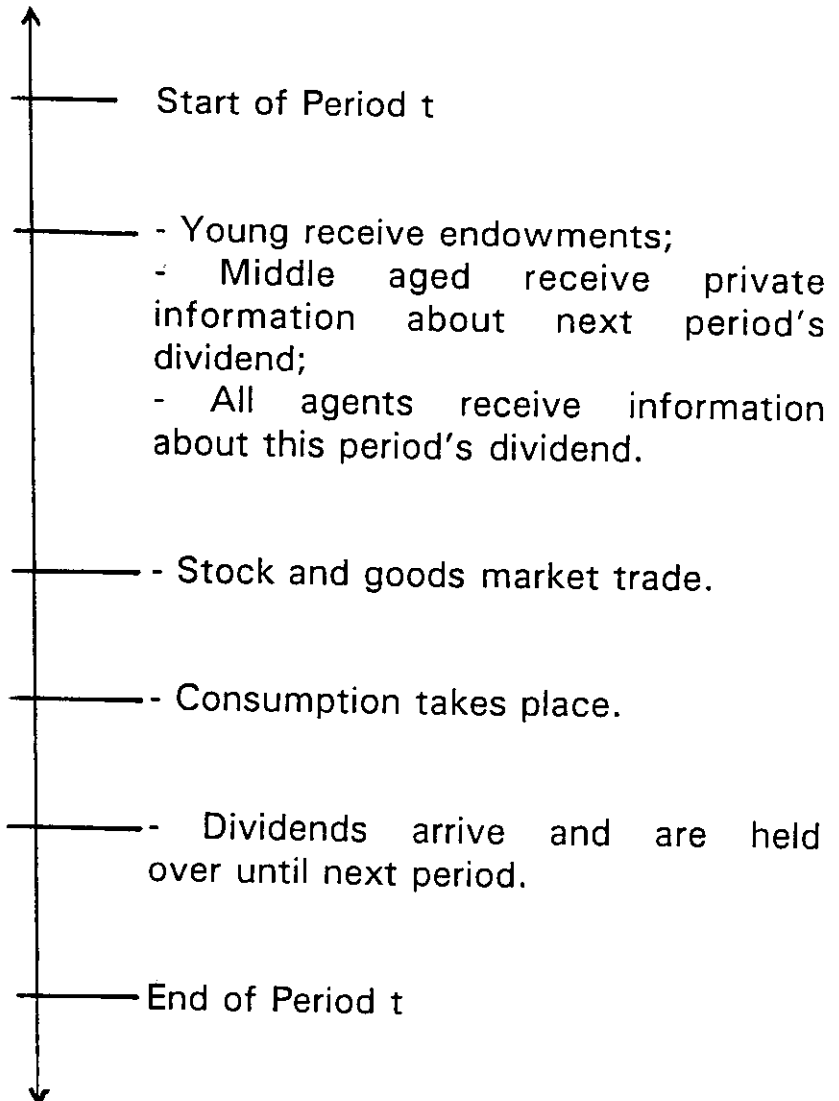 Start of Period t
- Young receive endowments;
- Middle aged receive private
information about next period's
dividend;
- All agents receive information
about this period's dividend.
- Stock and goods market trade.
- Consumption takes place.
- Dividends arrive and are held
over until next period.
End of Period t